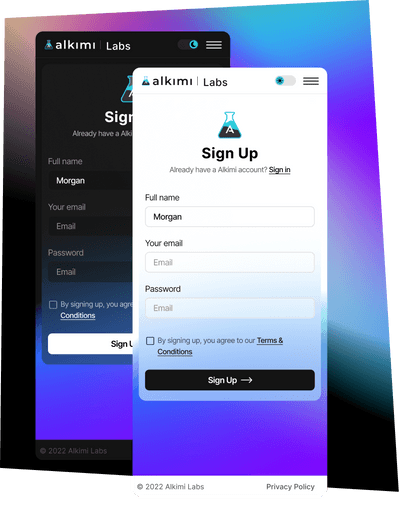 alkimi Labs
Sign
Already have a Alki
Full name
Morgan
Your email
Email
Password
Email
By signing up, you agree
Conditions
Sign U
© 2022 Alkimi Labs
alkimi Labs
A
Sign Up
Already have a Alkimi account? Sign in
Full name
Morgan
Your email
Email
Password
Email
By signing up, you agree to our Terms &
Conditions
Sign Up →
© 2022 Alkimi Labs Privacy Policy